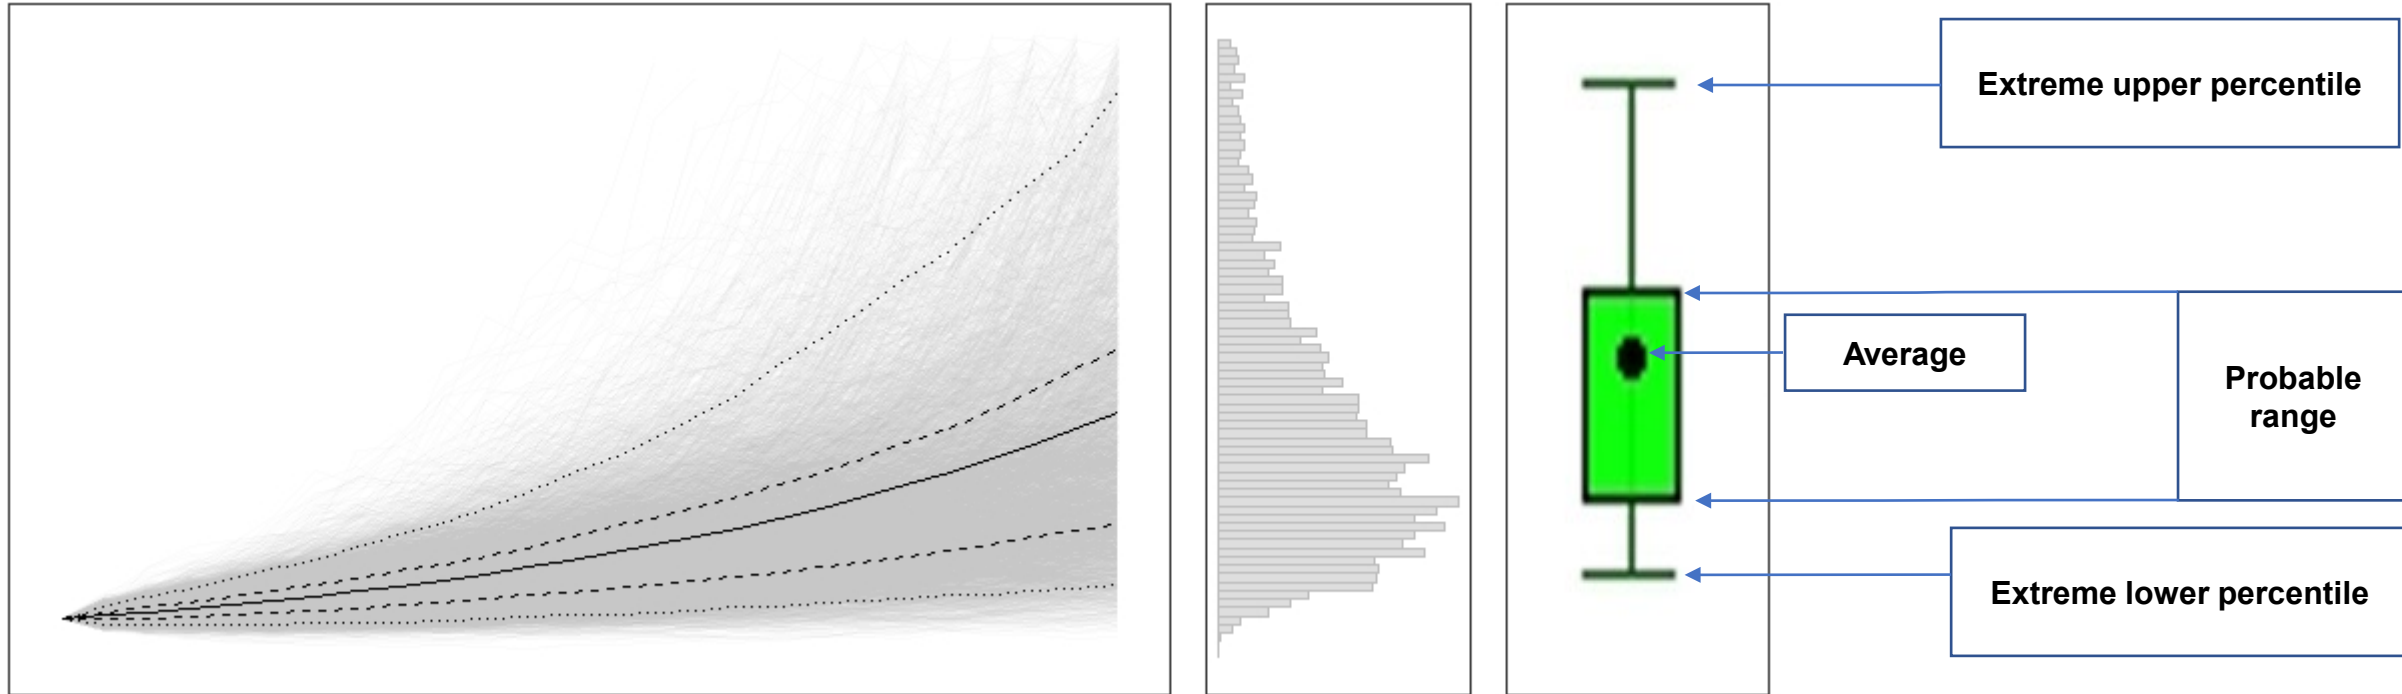 Extreme upper percentile
Average
Probable
range
Extreme lower percentile